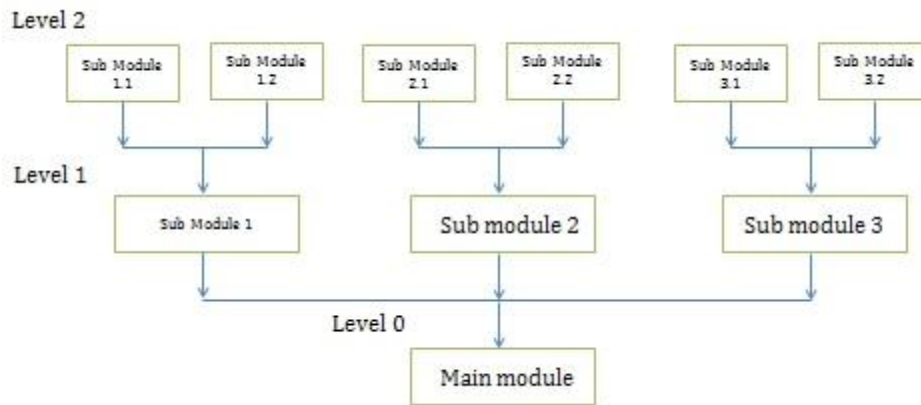 Level 2
Sub Module
1.1
Sub Module
1.2
Sub Module
2.1
Sub Module
2.2
Sub Module
3.1
Sub Module
3.2
Level 1
Sub Module 1
Sub module 2
Sub module 3
Level 0
Main module